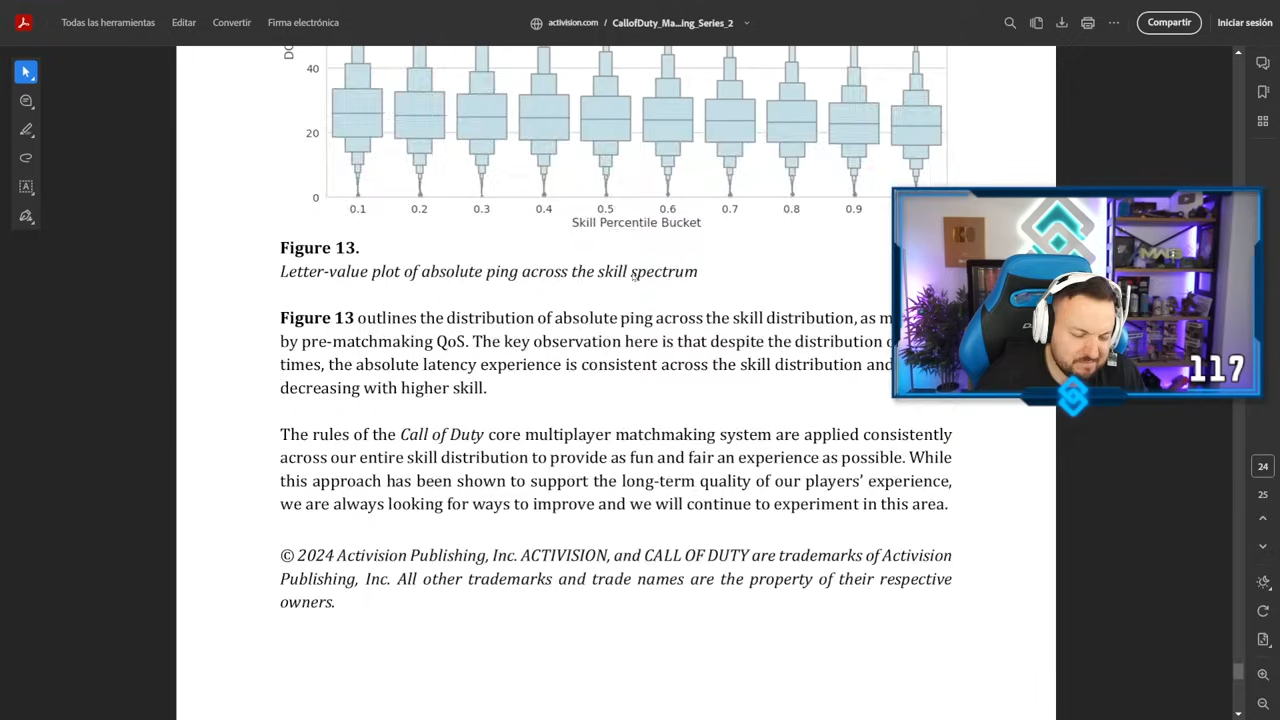 Todas las herramientas Editar Convertir Firma electrónica activision.com / CallofDuty_Ma...ing_Series_2 Compartir Iniciar sesión
40
20
0
0.1 0.2 0.3 0.4 0.5 0.6 0.7 0.8 0.9
Skill Percentile Bucket
Figure 13.
Letter-value plot of absolute ping across the skill spectrum
Figure 13 outlines the distribution of absolute ping across the skill distribution, as
by pre-matchmaking QoS. The key observation here is that despite the distribution
times, the absolute latency experience is consistent across the skill distribution and
decreasing with higher skill.
The rules of the Call of Duty core multiplayer matchmaking system are applied consistently
across our entire skill distribution to provide as fun and fair an experience as possible. While
this approach has been shown to support the long-term quality of our players’ experience,
we are always looking for ways to improve and we will continue to experiment in this area.
© 2024 Activision Publishing, Inc. ACTIVISION, and CALL OF DUTY are trademarks of Activision
Publishing, Inc. All other trademarks and trade names are the property of their respective
owners.
117
24
25